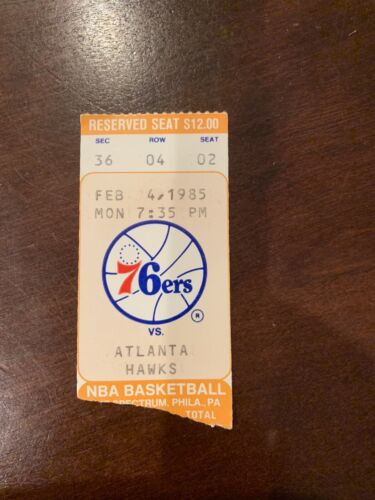 RESERVED SEAT $12.00
SEC ROW SEAT
36 04 02
FEB 4,1985
MON 7:35 PM
76ers
®
VS.
ATLANTA
HAWKS
NBA BASKETBALL
SPECTRUM, PHILA., PA
TOTAL